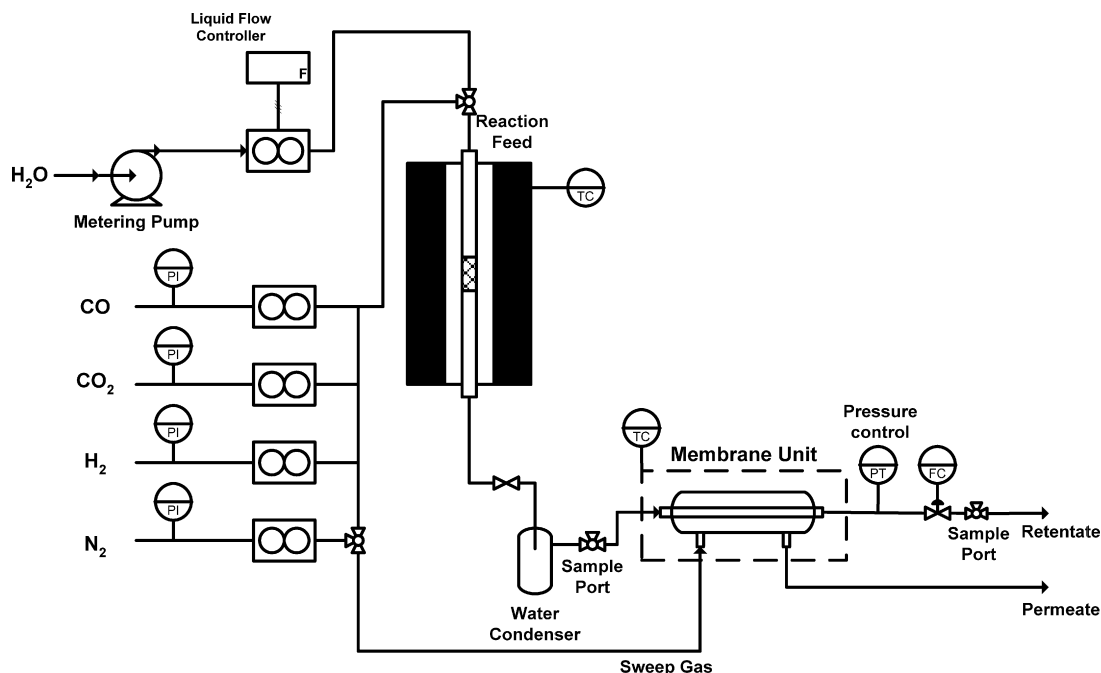 Liquid Flow
Controller
F
Reaction
Feed
H₂O
TC
Metering Pump
PI
CO
PI
CO₂
PI
H₂
PI
N₂
TC
Membrane Unit
Pressure
control
PT
FC
Sample
Port
Retentate
Sample
Port
Water
Condenser
Permeate
Sweep Gas